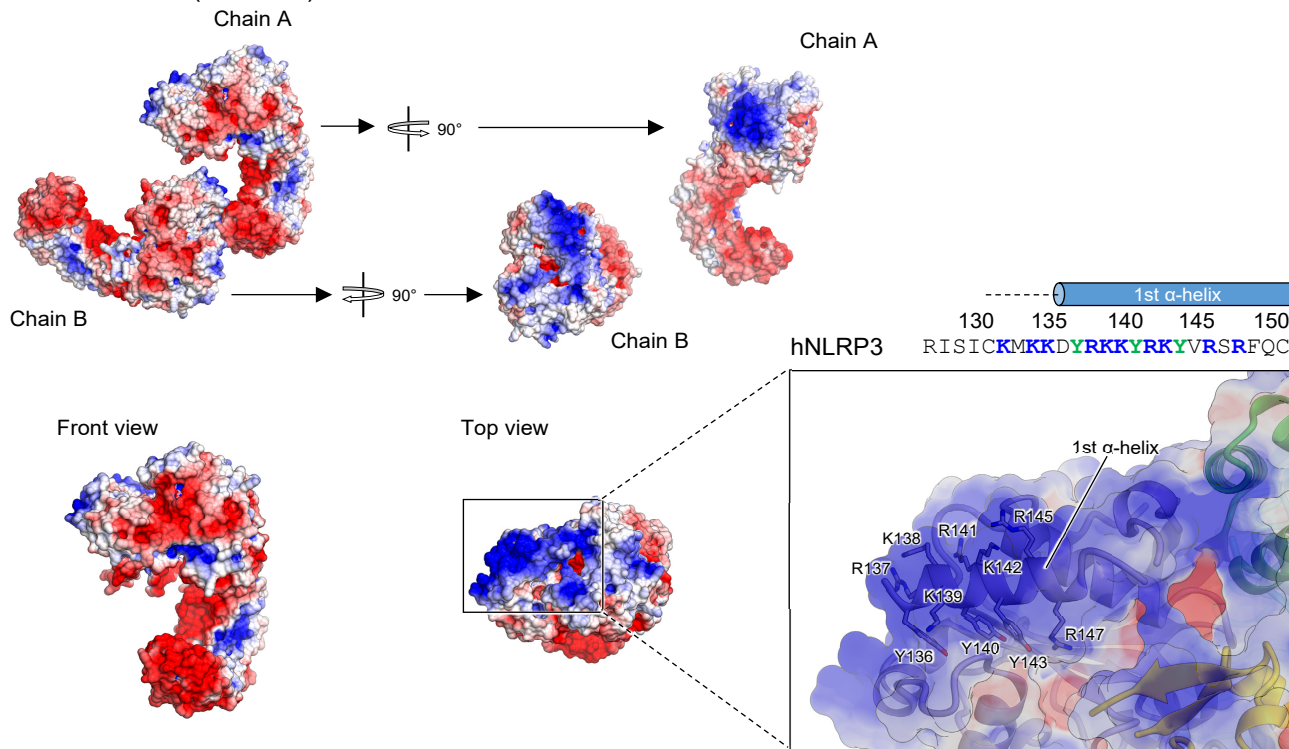 Chain A
Chain A
90°
90°
Chain B
Chain B
1st α-helix
130 135 140 145 150
hNLRP3 RISICKMKKDYRKKYRKYVRSRFQC
Front view
Top view
1st α-helix
R145
R141
K138
K142
R137
K139
R147
Y140
Y136
Y143